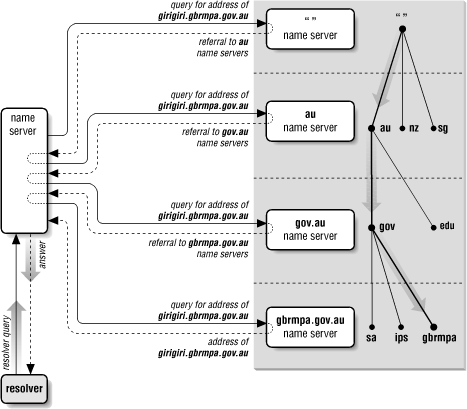 query for address of
girigiri.gbrmpa.gov.au
“ ”
name server
referral to au
name servers
“ ”
query for address of
girigiri.gbrmpa.gov.au
au
name server
referral to gov.au
name servers
au
nz
sg
name
server
query for address of
girigiri.gbrmpa.gov.au
gov.au
name server
referral to gbrmpa.gov.au
name servers
gov
edu
answer
query for address of
girigiri.gbrmpa.gov.au
gbrmpa.gov.au
name server
address of
girigiri.gbrmpa.gov.au
sa
ips
gbrmpa
resolver query
resolver